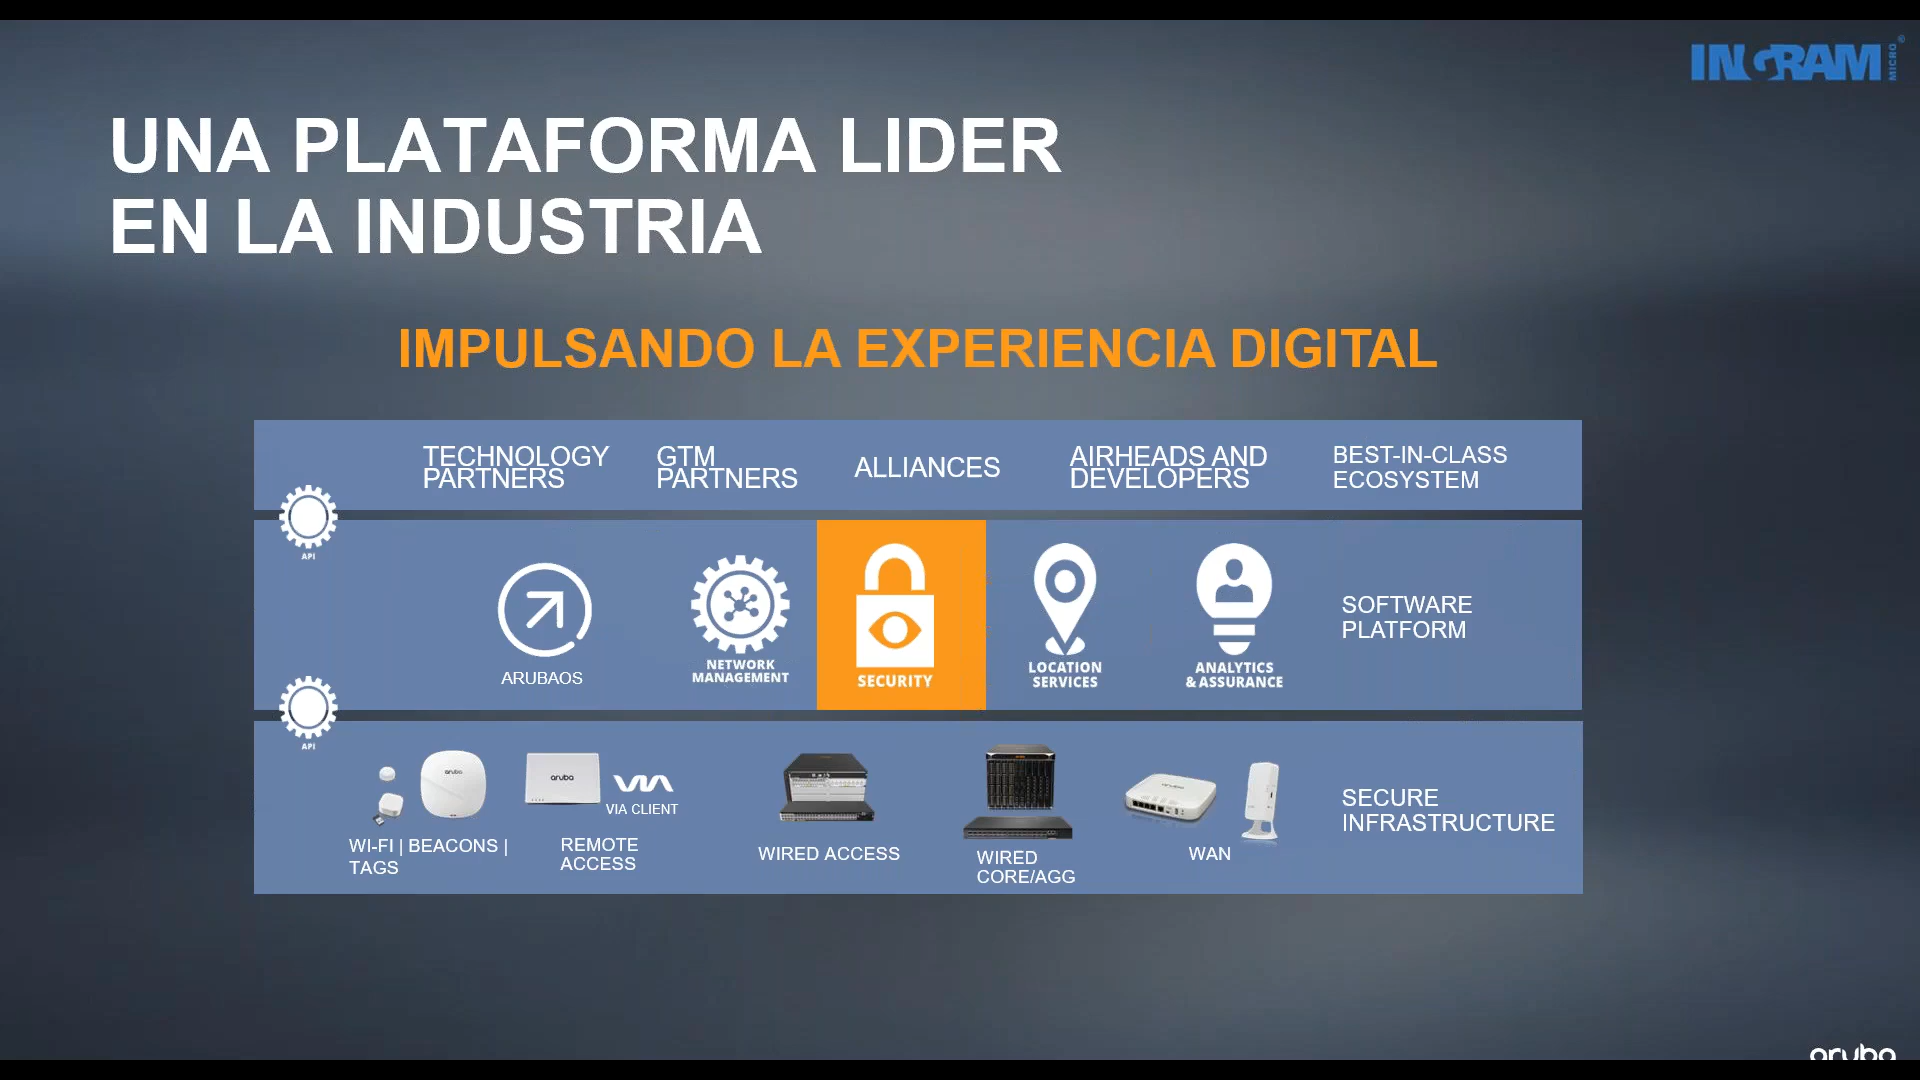 INGRAM MICRO®
UNA PLATAFORMA LIDER
EN LA INDUSTRIA
IMPULSANDO LA EXPERIENCIA DIGITAL
TECHNOLOGY
PARTNERS
GTM
PARTNERS
ALLIANCES
AIRHEADS AND
DEVELOPERS
BEST-IN-CLASS
ECOSYSTEM
API
ARUBAOS
NETWORK
MANAGEMENT
SECURITY
LOCATION
SERVICES
ANALYTICS
& ASSURANCE
SOFTWARE
PLATFORM
API
aruba
WI-FI | BEACONS |
TAGS
aruba
VIA
VIA CLIENT
REMOTE
ACCESS
WIRED ACCESS
WIRED
CORE/AGG
aruba
WAN
SECURE
INFRASTRUCTURE
aruba